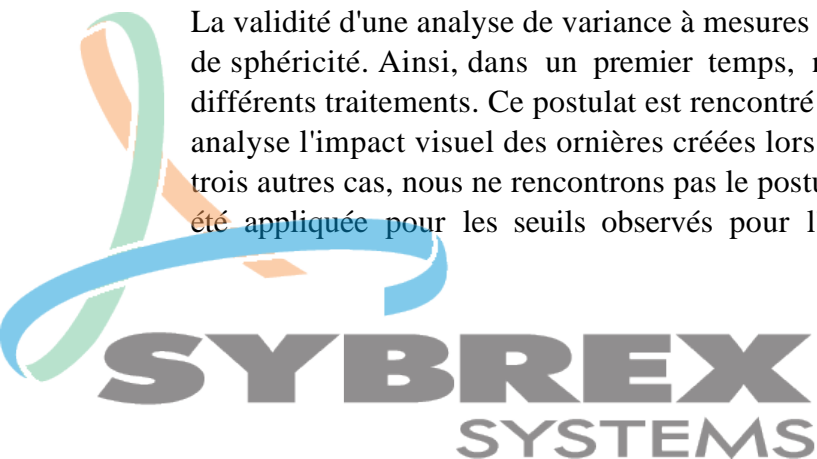 La validité d'une analyse de variance à mesures
de sphéricité. Ainsi, dans un premier temps,
différents traitements. Ce postulat est rencontré
analyse l'impact visuel des ornières créées lors
trois autres cas, nous ne rencontrons pas le
été appliquée pour les seuils observés pour
SYBREX
SYSTEMS